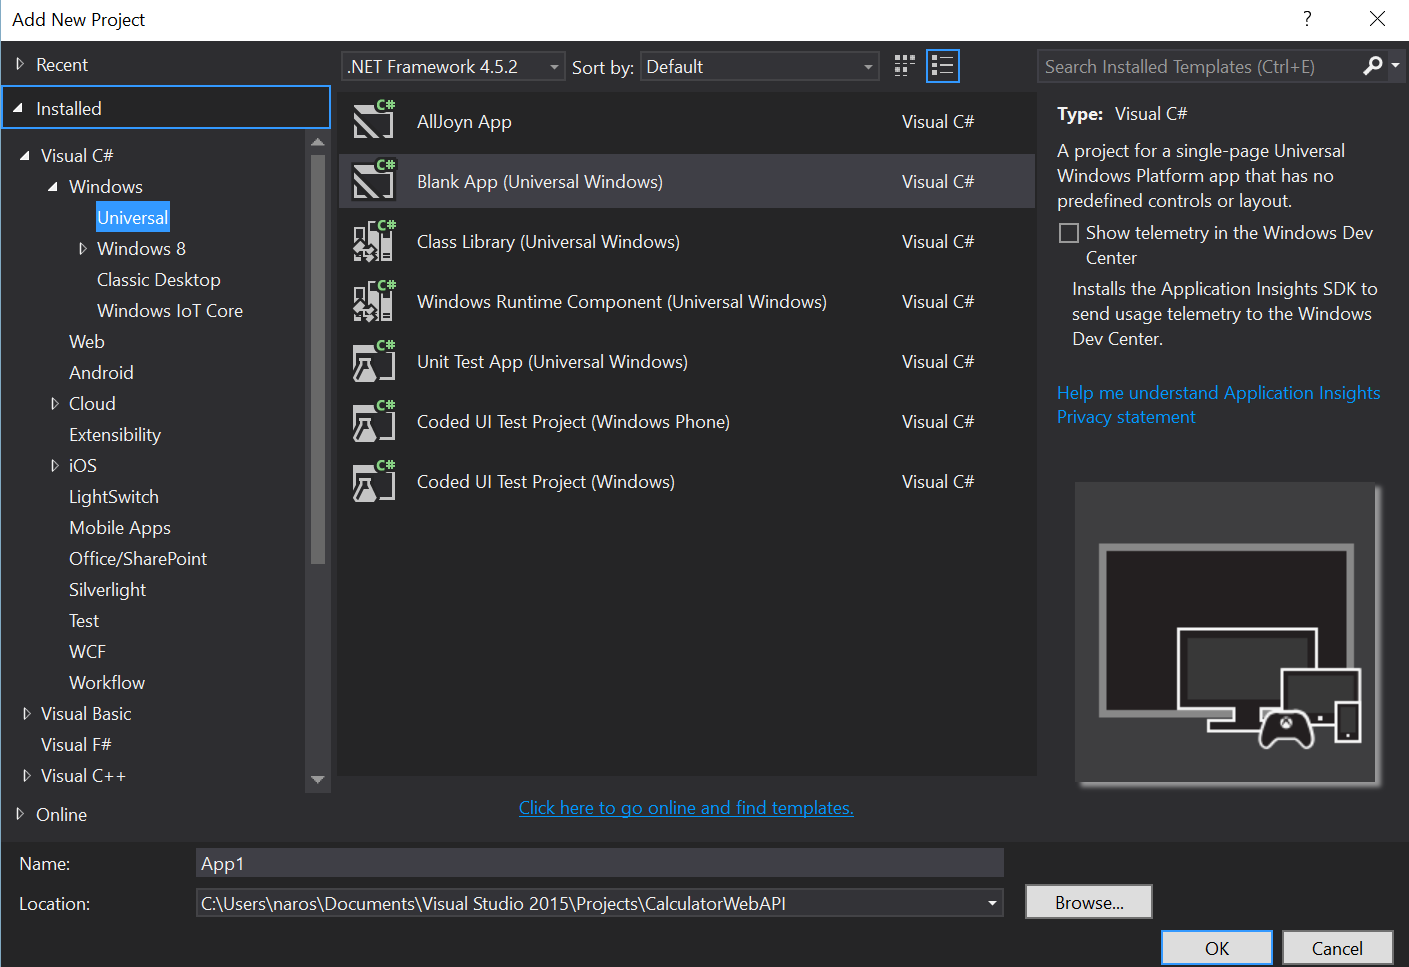 Add New Project
?
Recent
Installed
Visual C#
Windows
Universal
Windows 8
Classic Desktop
Windows IoT Core
Web
Android
Cloud
Extensibility
iOS
LightSwitch
Mobile Apps
Office/SharePoint
Silverlight
Test
WCF
Workflow
Visual Basic
Visual F#
Visual C++
Online
.NET Framework 4.5.2
Sort by: Default
C# AllJoyn App Visual C#
C# Blank App (Universal Windows) Visual C#
C# Class Library (Universal Windows) Visual C#
C# Windows Runtime Component (Universal Windows) Visual C#
C# Unit Test App (Universal Windows) Visual C#
C# Coded UI Test Project (Windows Phone) Visual C#
C# Coded UI Test Project (Windows) Visual C#
Click here to go online and find templates.
Search Installed Templates (Ctrl+E)
Type: Visual C#
A project for a single-page Universal
Windows Platform app that has no
predefined controls or layout.
Show telemetry in the Windows Dev
Center
Installs the Application Insights SDK to
send usage telemetry to the Windows
Dev Center.
Help me understand Application Insights
Privacy statement
Name: App1
Location: C:\Users\naros\Documents\Visual Studio 2015\Projects\CalculatorWebAPI
Browse...
OK Cancel